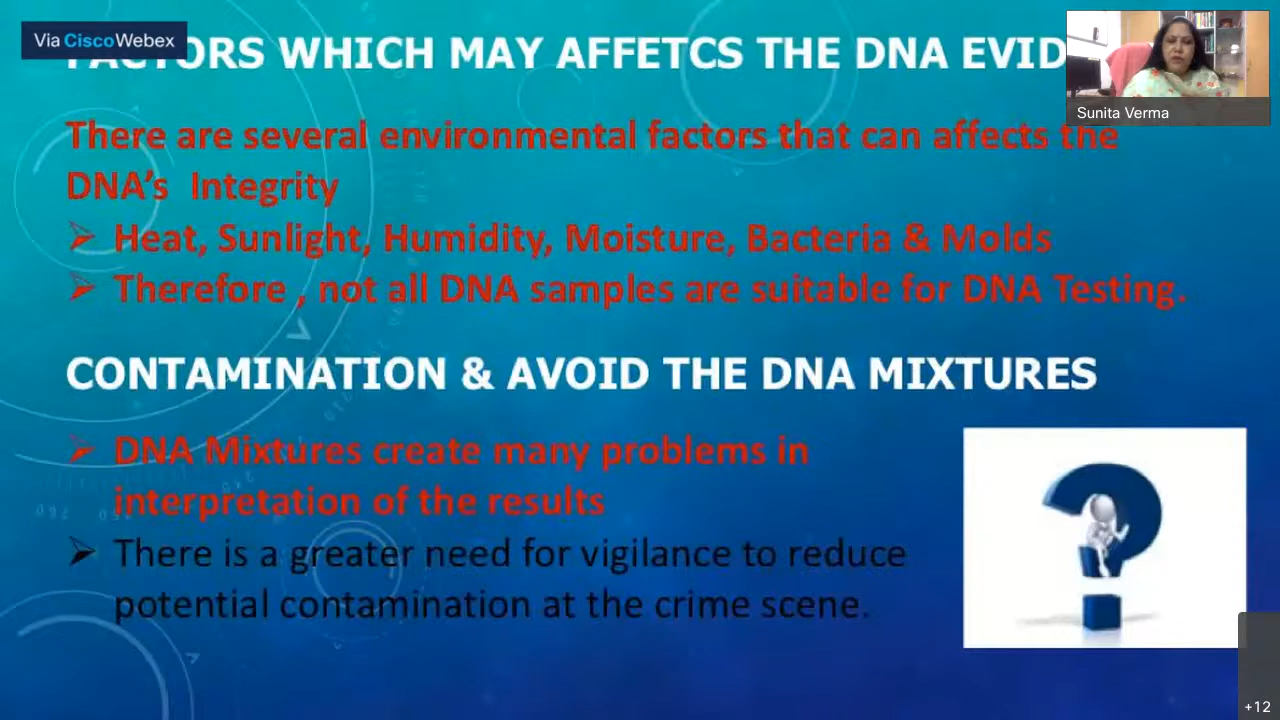 Via Cisco Webex
FACTORS WHICH MAY AFFETCS THE DNA EVID
Sunita Verma
There are several environmental factors that can affects the
DNA's Integrity
➢ Heat, Sunlight, Humidity, Moisture, Bacteria & Molds
➢ Therefore , not all DNA samples are suitable for DNA Testing.
CONTAMINATION & AVOID THE DNA MIXTURES
➢ DNA Mixtures create many problems in
interpretation of the results
➢ There is a greater need for vigilance to reduce
potential contamination at the crime scene.
+12